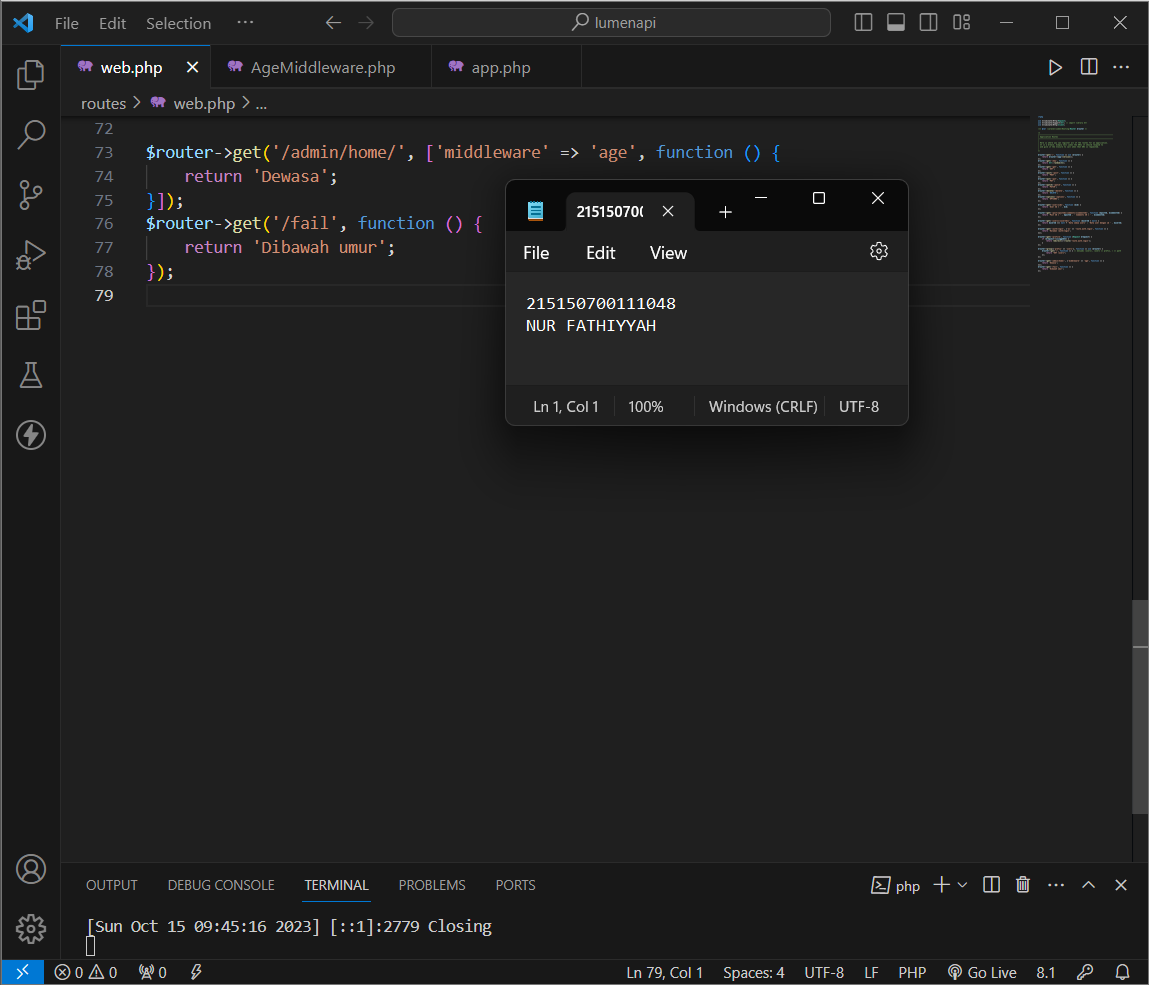 File Edit Selection ··· lumenapi
web.php AgeMiddleware.php app.php
routes > web.php > ...
72
73 $router->get('/admin/home/', ['middleware' => 'age', function () {
74 return 'Dewasa';
75 }]);
76 $router->get('/fail', function () {
77 return 'Dibawah umur';
78 });
79
215150700
File Edit View
215150700111048
NUR FATHIYYAH
Ln 1, Col 1 100% Windows (CRLF) UTF-8
OUTPUT DEBUG CONSOLE TERMINAL PROBLEMS PORTS php
[Sun Oct 15 09:45:16 2023] [::1]:2779 Closing
0 0 0 Ln 79, Col 1 Spaces: 4 UTF-8 LF PHP Go Live 8.1